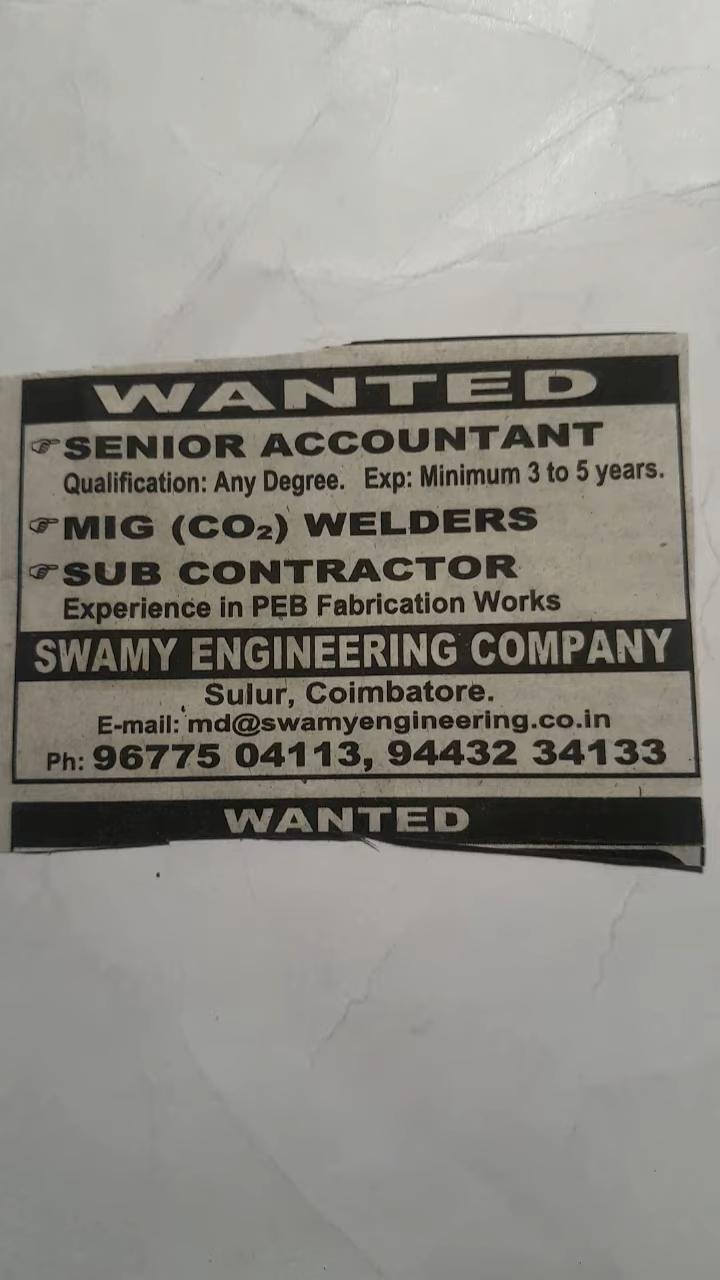 WANTED
☞ SENIOR ACCOUNTANT
Qualification: Any Degree. Exp: Minimum 3 to 5 years.
☞ MIG (CO₂) WELDERS
☞ SUB CONTRACTOR
Experience in PEB Fabrication Works
SWAMY ENGINEERING COMPANY
Sulur, Coimbatore.
E-mail: md@swamyengineering.co.in
Ph: 96775 04113, 94432 34133
WANTED